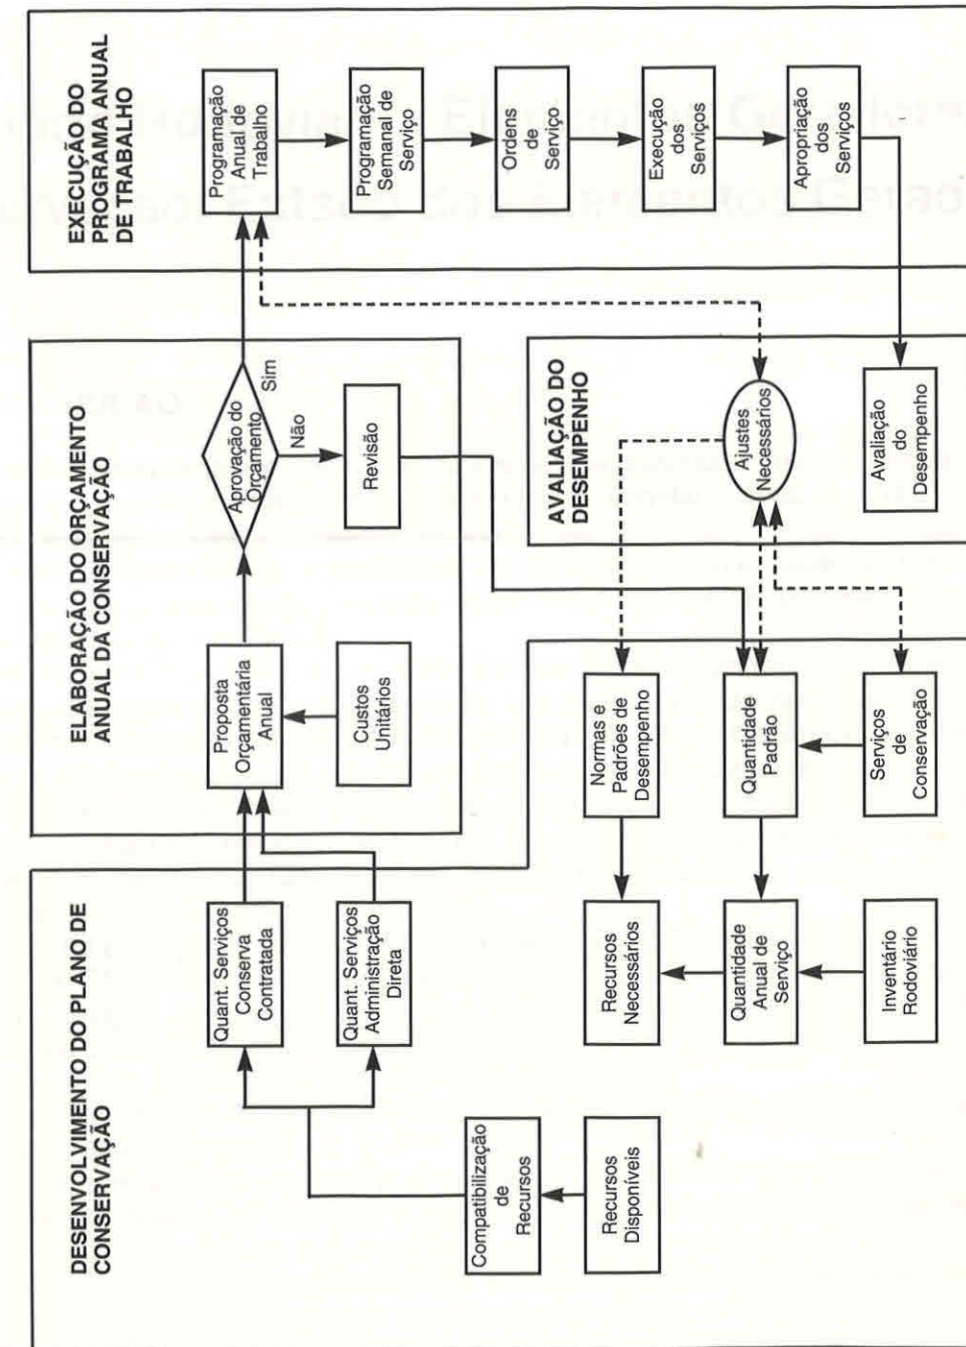 DESENVOLVIMENTO DO PLANO DE
CONSERVAÇÃO
Compatibilização
de
Recursos
Recursos
Disponíveis
Quant. Serviços
Conserva
Contratada
Quant. Serviços
Administração
Direta
Recursos
Necessários
Quantidade
Anual de
Serviço
Inventário
Rodoviário
Normas e
Padrões de
Desempenho
Quantidade
Padrão
Serviços
de
Conservação
ELABORAÇÃO DO ORÇAMENTO
ANUAL DA CONSERVAÇÃO
Proposta
Orçamentária
Anual
Custos
Unitários
Aprovação do
Orçamento
Sim
Não
Revisão
AVALIAÇÃO DO
DESEMPENHO
Ajustes
Necessários
Avaliação
do
Desempenho
EXECUÇÃO DO
PROGRAMA ANUAL
DE TRABALHO
Programação
Anual de
Trabalho
Programação
Semanal de
Serviço
Ordens
de
Serviço
Execução
dos
Serviços
Apropriação
dos
Serviços